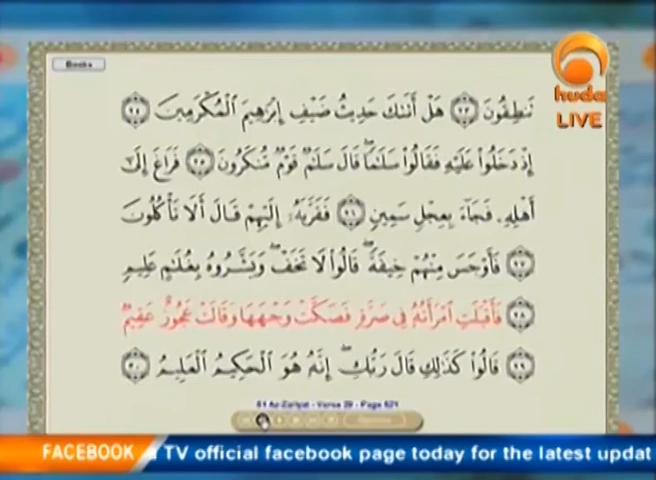 Books
huda
LIVE
تَنطِقُونَ ﴿٢٣﴾ هَلْ أَتَىٰكَ حَدِيثُ ضَيْفِ إِبْرَٰهِيمَ ٱلْمُكْرَمِينَ ﴿٢٤﴾
إِذْ دَخَلُوا۟ عَلَيْهِ فَقَالُوا۟ سَلَٰمًا ۖ قَالَ سَلَٰمٌ قَوْمٌ مُّنكَرُونَ ﴿٢٥﴾ فَرَاغَ إِلَىٰٓ
أَهْلِهِۦ فَجَآءَ بِعِجْلٍ سَمِينٍ ﴿٢٦﴾ فَقَرَّبَهُۥٓ إِلَيْهِمْ قَالَ أَلَا تَأْكُلُونَ
﴿٢٧﴾ فَأَوْجَسَ مِنْهُمْ خِيفَةً ۖ قَالُوا۟ لَا تَخَفْ ۖ وَبَشَّرُوهُ بِغُلَٰمٍ عَلِيمٍ
﴿٢٨﴾ فَأَقْبَلَتِ ٱمْرَأَتُهُۥ فِى صَرَّةٍ فَصَكَّتْ وَجْهَهَا وَقَالَتْ عَجُوزٌ عَقِيمٌ
﴿٢٩﴾ قَالُوا۟ كَذَٰلِكِ قَالَ رَبُّكِ ۖ إِنَّهُۥ هُوَ ٱلْحَكِيمُ ٱلْعَلِيمُ ﴿٣٠﴾
51 Az-Zariyat - Verse 29 - Page 521
FACEBOOK TV official facebook page today for the latest updat